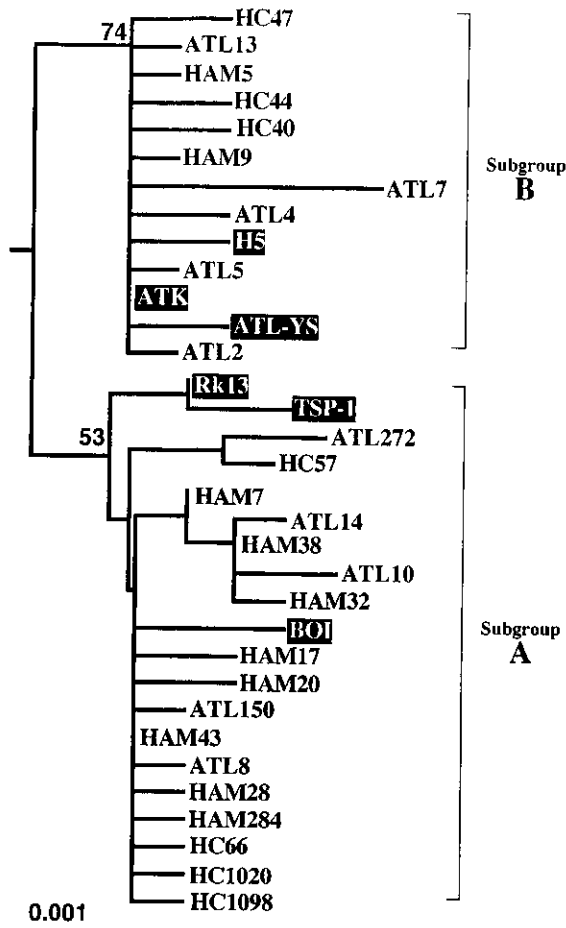 HC47
74
ATL13
HAM5
HC44
HC40
HAM9
ATL7
ATL4
H5
ATL5
ATK
ATL-YS
ATL2
Subgroup
B
Rk13
TSP-1
53
ATL272
HC57
HAM7
ATL14
HAM38
ATL10
HAM32
BOI
HAM17
HAM20
ATL150
HAM43
ATL8
HAM28
HAM284
HC66
HC1020
HC1098
Subgroup
A
0.001